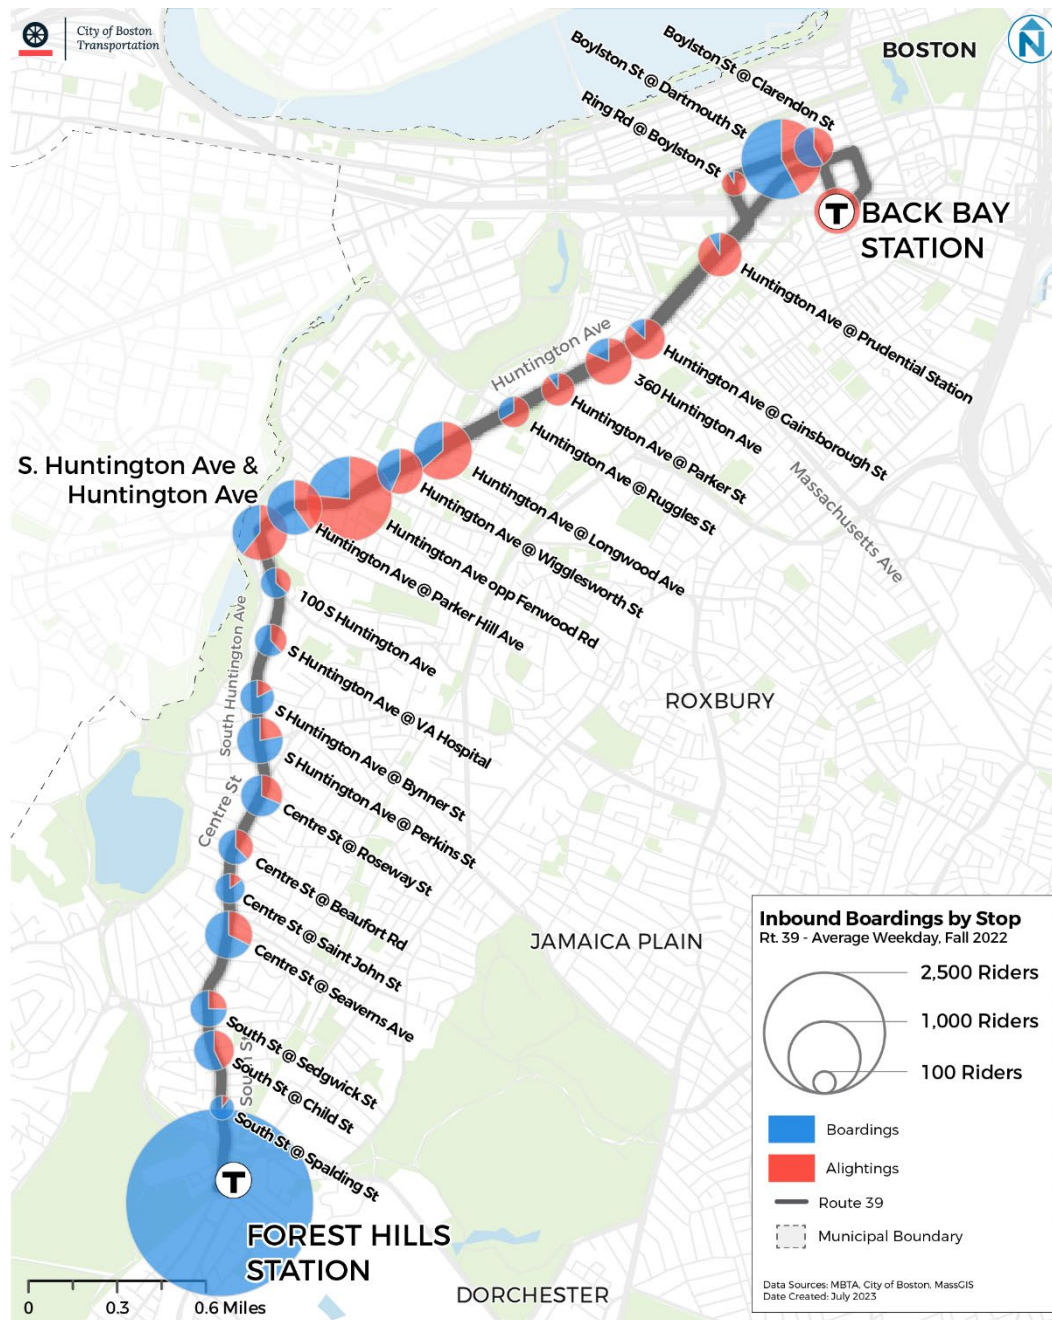 City of Boston
Transportation
BOSTON
N
Boylston St @ Clarendon St
Boylston St @ Dartmouth St
Ring Rd @ Boylston St
T
BACK BAY
STATION
Huntington Ave @ Prudential Station
Huntington Ave
Huntington Ave @ Gainsborough St
360 Huntington Ave
Huntington Ave @ Parker St
Huntington Ave @ Ruggles St
Massachusetts Ave
S. Huntington Ave &
Huntington Ave
Huntington Ave @ Longwood Ave
Huntington Ave @ Wigglesworth St
Huntington Ave opp Fenwood Rd
Huntington Ave @ Parker Hill Ave
100 S Huntington Ave
South Huntington Ave
S Huntington Ave @ VA Hospital
ROXBURY
S Huntington Ave @ Bynner St
S Huntington Ave @ Perkins St
Centre St
Centre St @ Roseway St
Centre St @ Beaufort Rd
Centre St @ Saint John St
JAMAICA PLAIN
Centre St @ Seaverns Ave
South St @ Sedgwick St
South St
South St @ Child St
South St @ Spalding St
T
FOREST HILLS
STATION
DORCHESTER
0 0.3 0.6 Miles
Inbound Boardings by Stop
Rt. 39 - Average Weekday, Fall 2022
2,500 Riders
1,000 Riders
100 Riders
Boardings
Alightings
Route 39
Municipal Boundary
Data Sources: MBTA, City of Boston, MassGIS
Date Created: July 2023